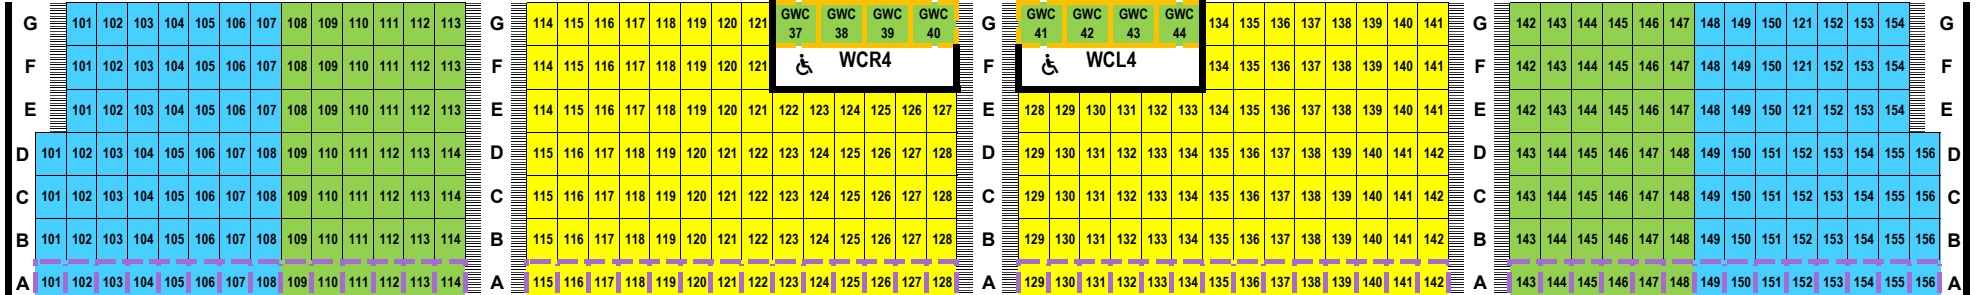 G 101 102 103 104 105 106 107 108 109 110 111 112 113 G 114 115 116 117 118 119 120 121 GWC 37 GWC 38 GWC 39 GWC 40 G GWC 41 GWC 42 GWC 43 GWC 44 134 135 136 137 138 139 140 141 G 142 143 144 145 146 147 148 149 150 121 152 153 154 G
F 101 102 103 104 105 106 107 108 109 110 111 112 113 F 114 115 116 117 118 119 120 121 WCR4 F WCL4 134 135 136 137 138 139 140 141 F 142 143 144 145 146 147 148 149 150 121 152 153 154 F
E 101 102 103 104 105 106 107 108 109 110 111 112 113 E 114 115 116 117 118 119 120 121 122 123 124 125 126 127 E 128 129 130 131 132 133 134 135 136 137 138 139 140 141 E 142 143 144 145 146 147 148 149 150 121 152 153 154 E
D 101 102 103 104 105 106 107 108 109 110 111 112 113 114 D 115 116 117 118 119 120 121 122 123 124 125 126 127 128 D 129 130 131 132 133 134 135 136 137 138 139 140 141 142 D 143 144 145 146 147 148 149 150 151 152 153 154 155 156 D
C 101 102 103 104 105 106 107 108 109 110 111 112 113 114 C 115 116 117 118 119 120 121 122 123 124 125 126 127 128 C 129 130 131 132 133 134 135 136 137 138 139 140 141 142 C 143 144 145 146 147 148 149 150 151 152 153 154 155 156 C
B 101 102 103 104 105 106 107 108 109 110 111 112 113 114 B 115 116 117 118 119 120 121 122 123 124 125 126 127 128 B 129 130 131 132 133 134 135 136 137 138 139 140 141 142 B 143 144 145 146 147 148 149 150 151 152 153 154 155 156 B
A 101 102 103 104 105 106 107 108 109 110 111 112 113 114 A 115 116 117 118 119 120 121 122 123 124 125 126 127 128 A 129 130 131 132 133 134 135 136 137 138 139 140 141 142 A 143 144 145 146 147 148 149 150 151 152 153 154 155 156 A